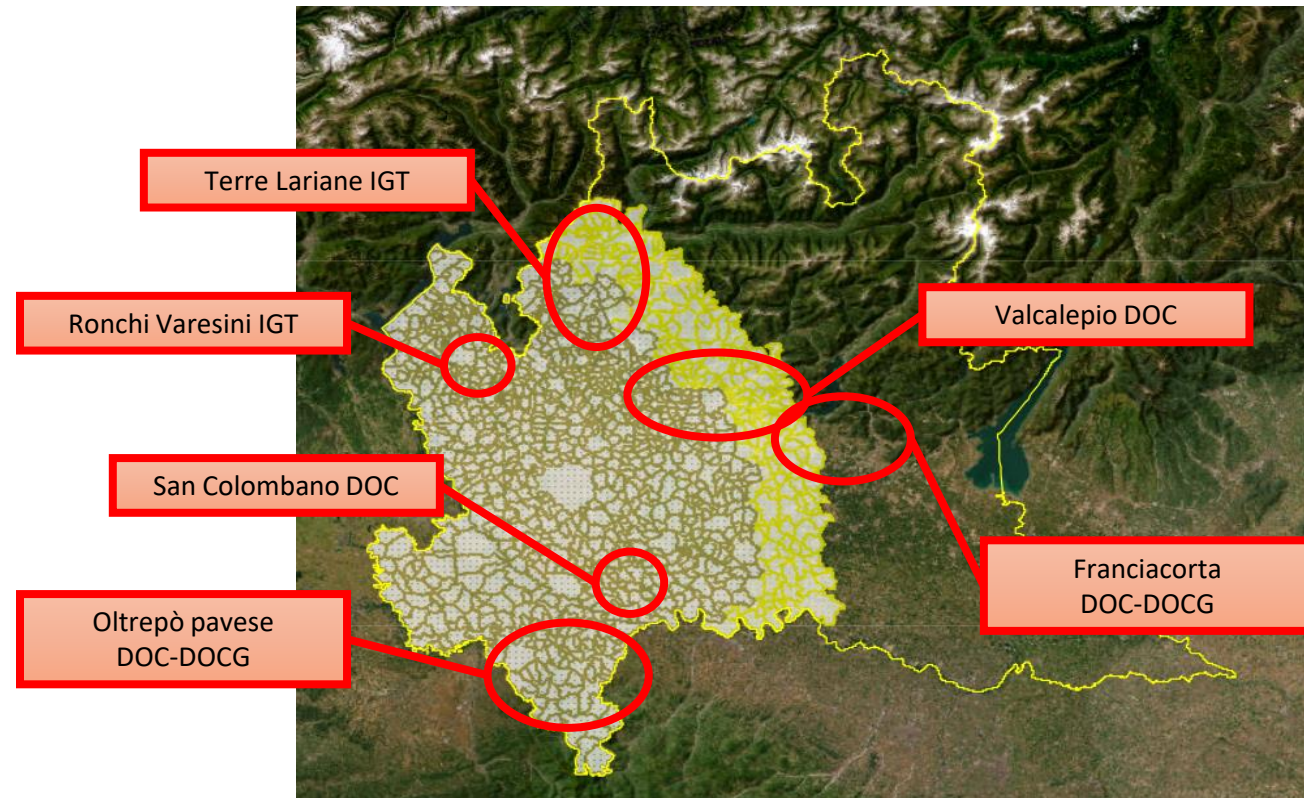 Terre Lariane IGT
Ronchi Varesini IGT
Valcalepio DOC
San Colombano DOC
Franciacorta
DOC-DOCG
Oltrepò pavese
DOC-DOCG